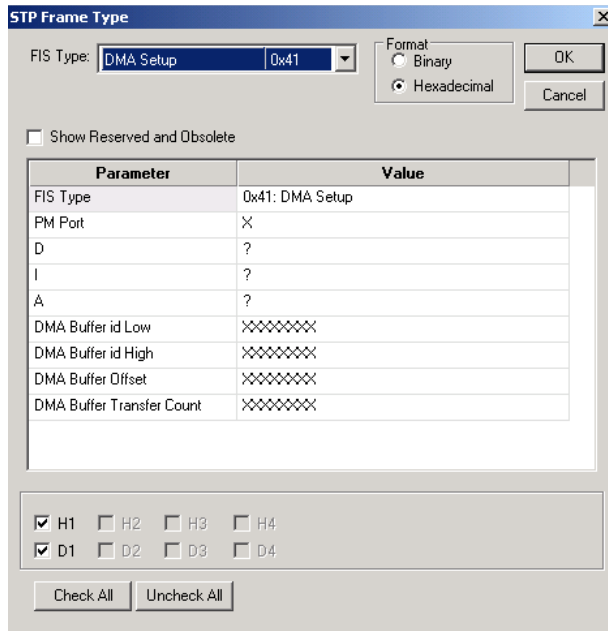 STP Frame Type
FIS Type: DMA Setup 0x41
Format
Binary
Hexadecimal
OK
Cancel
Show Reserved and Obsolete
Parameter Value
FIS Type 0x41: DMA Setup
PM Port X
D ?
I ?
A ?
DMA Buffer id Low XXXXXXXX
DMA Buffer id High XXXXXXXX
DMA Buffer Offset XXXXXXXX
DMA Buffer Transfer Count XXXXXXXX
H1 H2 H3 H4
D1 D2 D3 D4
Check All Uncheck All